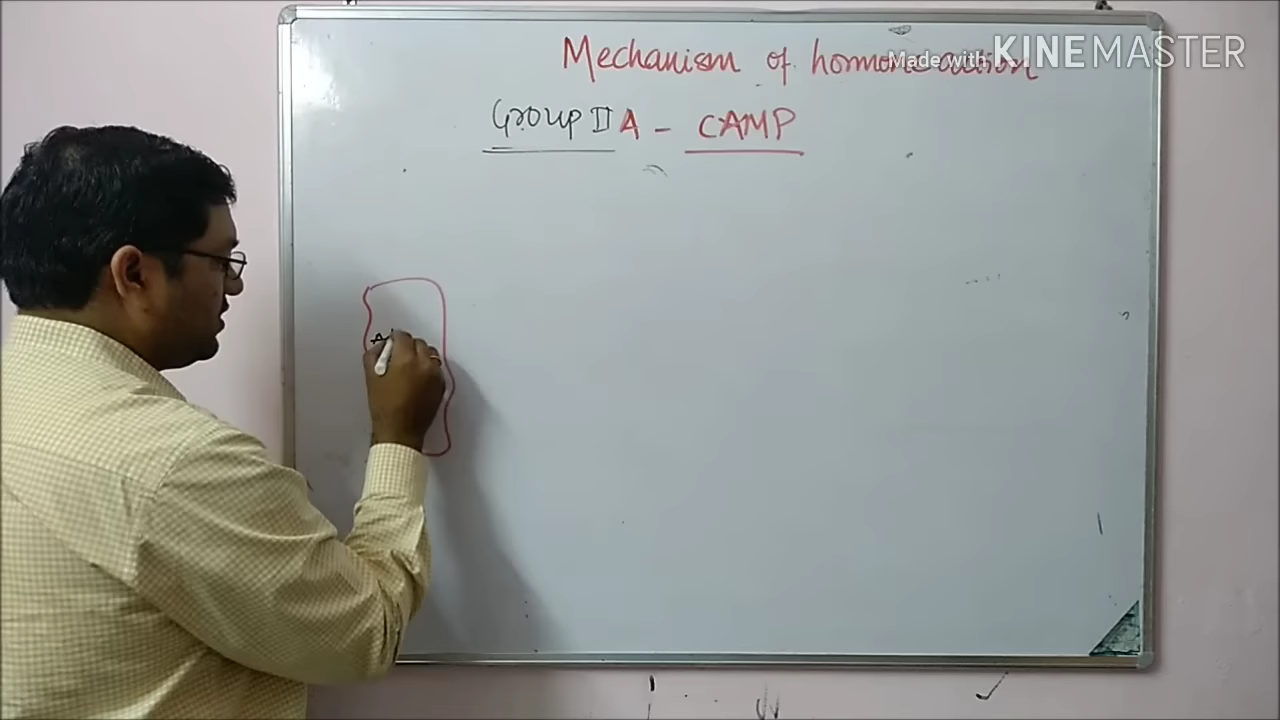 Mechanism of hormone action
Made with KINEMASTER
Group II A - CAMP